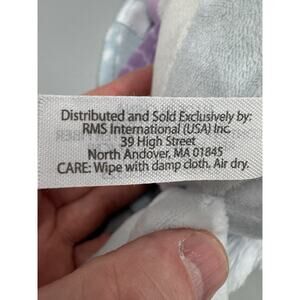 Distributed and Sold Exclusively by:
RMS International (USA) Inc.
39 High Street
North Andover, MA 01845
CARE: Wipe with damp cloth. Air dry.